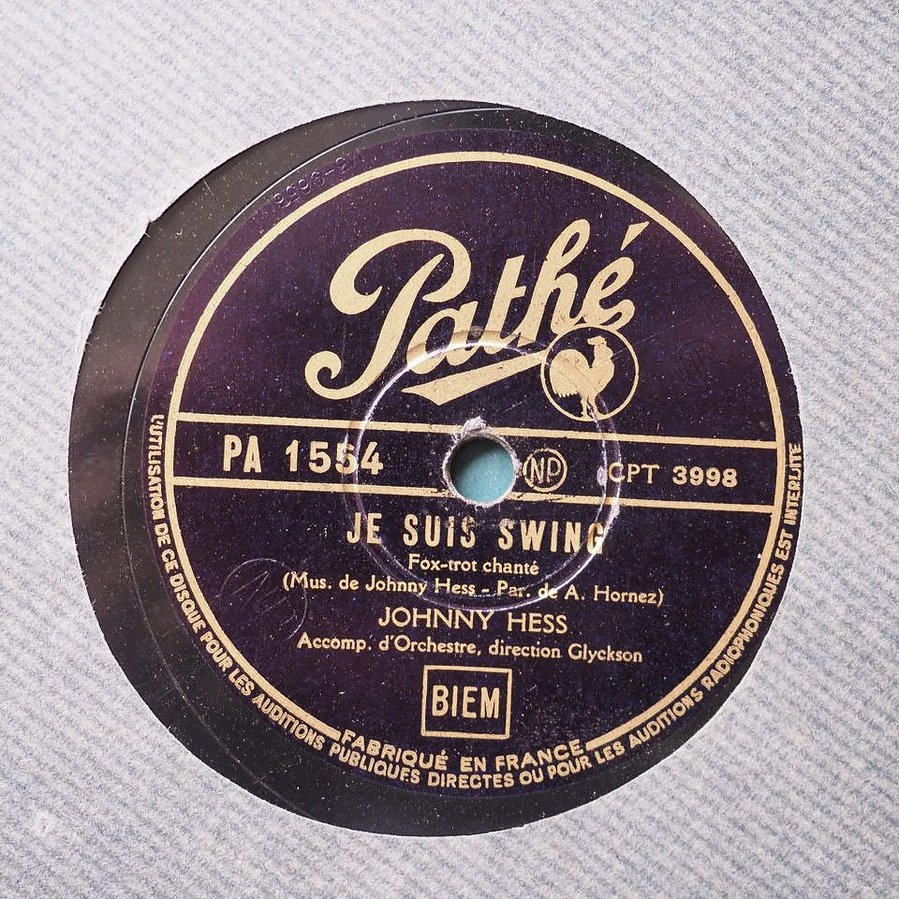 Pathé
PA 1554 NP CPT 3998
JE SUIS SWING
Fox-trot chanté
(Mus. de Johnny Hess - Par. de A. Hornez)
JOHNNY HESS
Accomp. d'Orchestre, direction Glyckson
BIEM
FABRIQUÉ EN FRANCE
L'UTILISATION DE CE DISQUE POUR LES AUDITIONS PUBLIQUES DIRECTES OU POUR LES AUDITIONS RADIOPHONIQUES EST INTERDITE